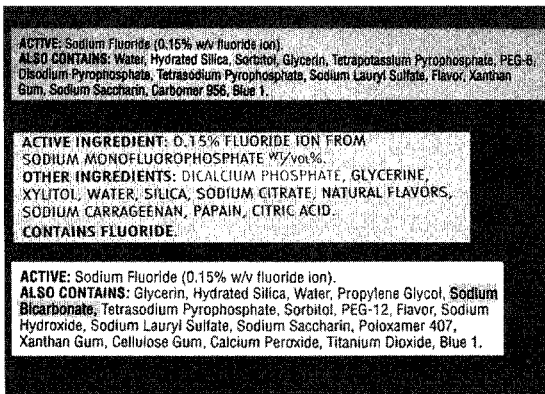 ACTIVE: Sodium Fluoride (0.15% w/v fluoride ion).
ALSO CONTAINS: Water, Hydrated Silica, Sorbitol, Glycerin, Tetrapotassium Pyrophosphate, PEG-6,
Disodium Pyrophosphate, Tetrasodium Pyrophosphate, Sodium Lauryl Sulfate, Flavor, Xanthan
Gum, Sodium Saccharin, Carbomer 956, Blue 1.
ACTIVE INGREDIENT: 0.15% FLUORIDE ION FROM
SODIUM MONOFLUOROPHOSPHATE WT/VOL%.
OTHER INGREDIENTS: DICALCIUM PHOSPHATE, GLYCERINE,
XYLITOL, WATER, SILICA, SODIUM CITRATE, NATURAL FLAVORS,
SODIUM CARRAGEENAN, PAPAIN, CITRIC ACID.
CONTAINS FLUORIDE.
ACTIVE: Sodium Fluoride (0.15% w/v fluoride ion).
ALSO CONTAINS: Glycerin, Hydrated Silica, Water, Propylene Glycol, Sodium
Bicarbonate, Tetrasodium Pyrophosphate, Sorbitol, PEG-12, Flavor, Sodium
Hydroxide, Sodium Lauryl Sulfate, Sodium Saccharin, Poloxamer 407,
Xanthan Gum, Cellulose Gum, Calcium Peroxide, Titanium Dioxide, Blue 1.